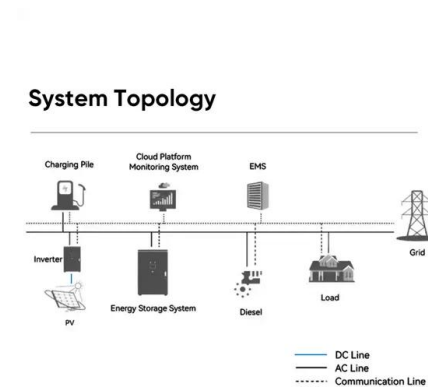 System Topology
Charging Pile
Cloud Platform
Monitoring System
EMS
Grid
Inverter
PV
Energy Storage System
Diesel
Load
DC Line
AC Line
Communication Line